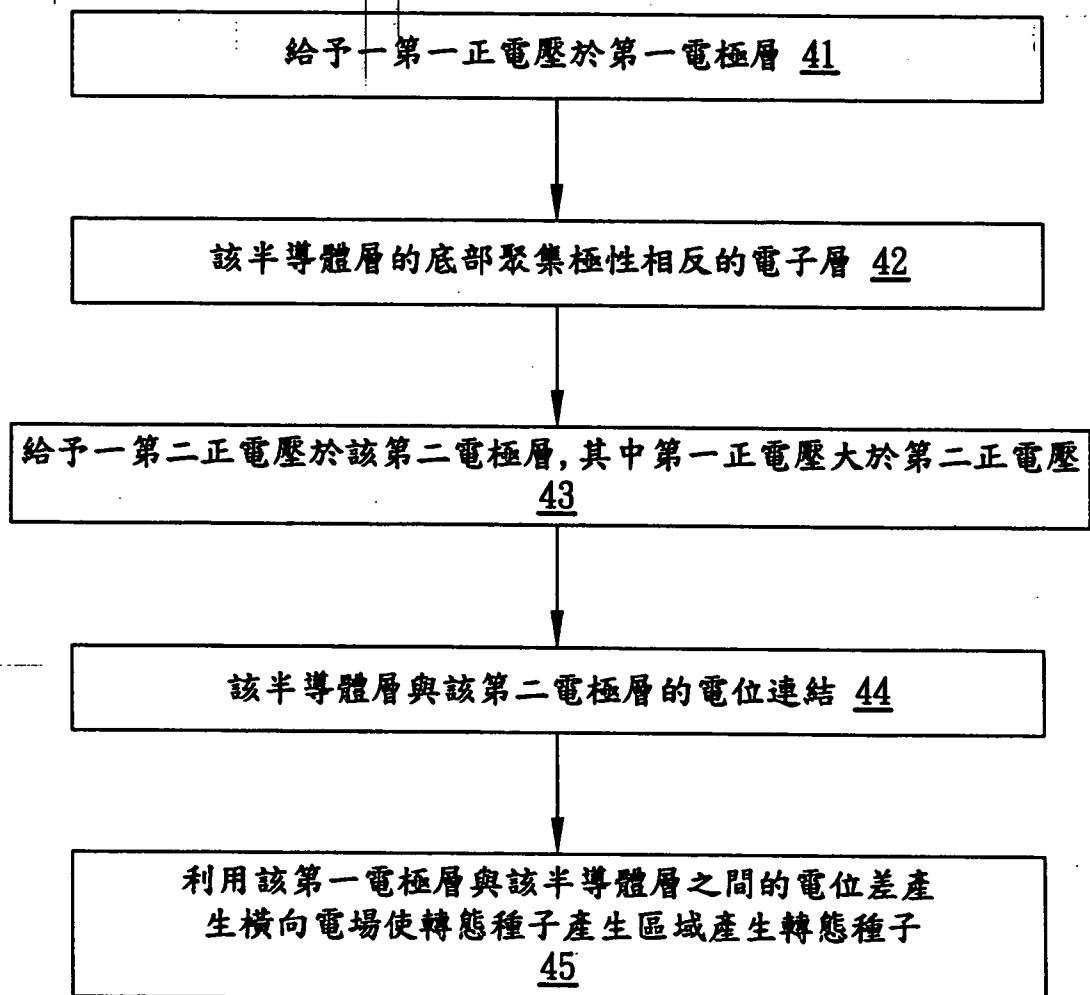 給予一第一正電壓於第一電極層 41
該半導體層的底部聚集極性相反的電子層 42
給予一第二正電壓於該第二電極層,其中第一正電壓大於第二正電壓
43
該半導體層與該第二電極層的電位連結 44
利用該第一電極層與該半導體層之間的電位差產
生橫向電場使轉態種子產生區域產生轉態種子
45